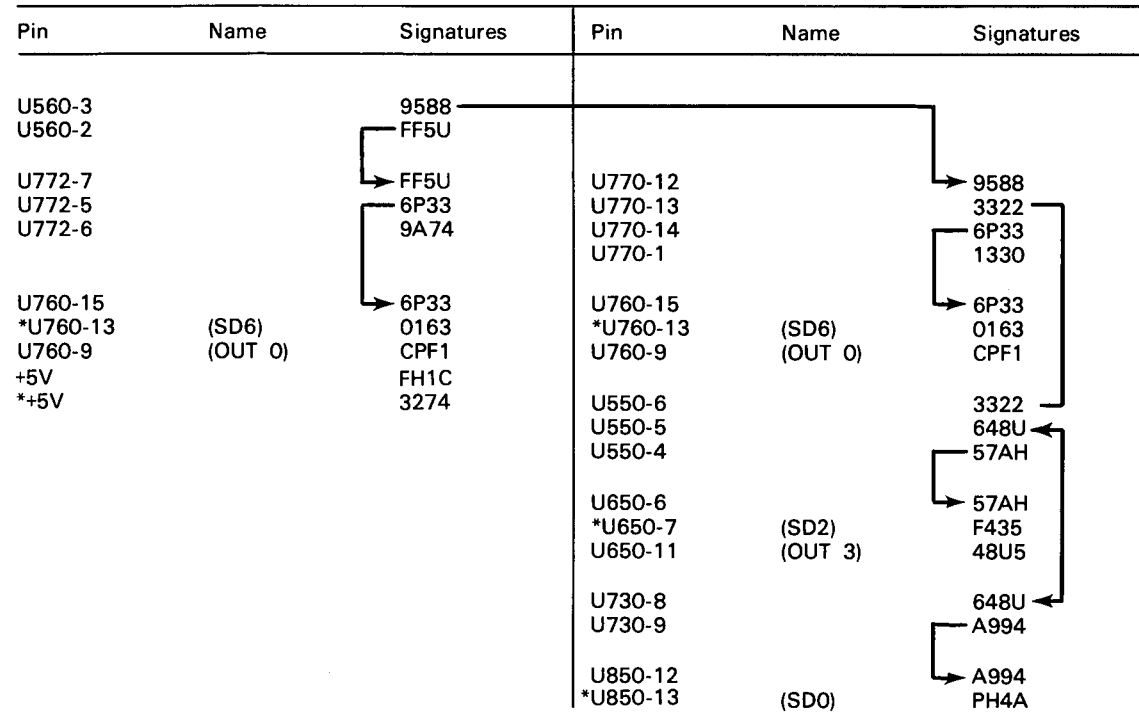 Pin Name Signatures
U560-3 9588
U560-2 FF5U
U772-7 FF5U
U772-5 6P33
U772-6 9A74
U760-15 6P33
*U760-13 (SD6) 0163
U760-9 (OUT 0) CPF1
+5V FH1C
*+5V 3274
Pin Name Signatures
U770-12 9588
U770-13 3322
U770-14 6P33
U770-1 1330
U760-15 6P33
*U760-13 (SD6) 0163
U760-9 (OUT 0) CPF1
U550-6 3322
U550-5 648U
U550-4 57AH
U650-6 57AH
*U650-7 (SD2) F435
U650-11 (OUT 3) 48U5
U730-8 648U
U730-9 A994
U850-12 A994
*U850-13 (SD0) PH4A